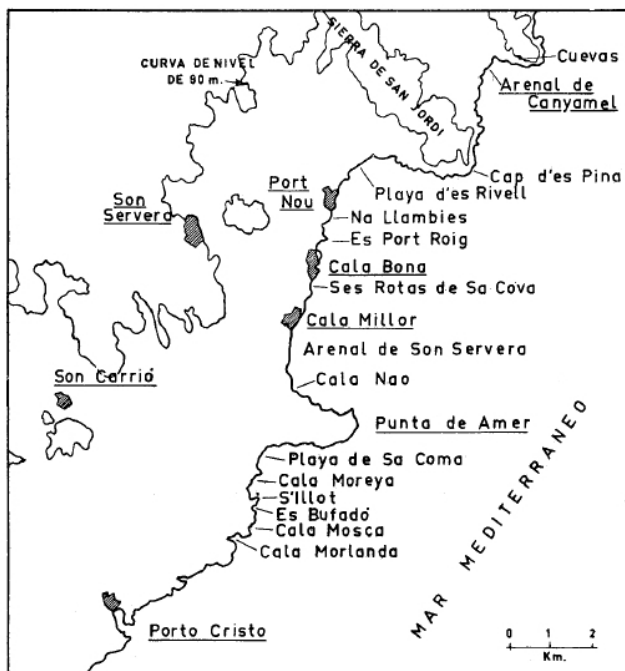 SIERRA DE SAN JORDI
CURVA DE NIVEL
DE 90 m.
Cuevas
Arenal de
Canyamel
Cap d'es Pina
Port
Nou
Playa d'es Rivell
Son
Servera
Na Llambies
Es Port Roig
Cala Bona
Ses Rotas de Sa Cova
Cala Millor
Arenal de Son Servera
Son Carrió
Cala Nao
Punta de Amer
Playa de Sa Coma
Cala Moreya
S'Illot
Es Bufadó
Cala Mosca
Cala Morlanda
MAR MEDITERRANEO
Porto Cristo
0 1 2
Km.